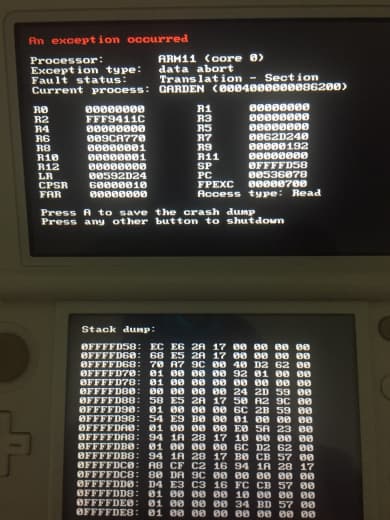 An exception occurred
Processor: ARM11 (core 0)
Exception type: data abort
Fault status: Translation - Section
Current process: GARDEN (0004000000086200)
R0 00000000 R1 00000000
R2 FFF9411C R3 00000000
R4 00000000 R5 00000000
R6 009CA770 R7 0062D240
R8 00000001 R9 00000192
R10 00000001 R11 00000000
R12 00000000 SP 0FFFFD58
LR 00592D24 PC 00536078
CPSR 60000010 FPEXC 00000700
FAR 00000000 Access type: Read
Press A to save the crash dump
Press any other button to shutdown
Stack dump:
0FFFFD58: EC E6 2A 17 00 00 00 00
0FFFFD60: 68 E5 2A 17 00 00 00 00
0FFFFD68: 70 A7 9C 00 40 D2 62 00
0FFFFD70: 01 00 00 00 92 01 00 00
0FFFFD78: 01 00 00 00 00 00 00 00
0FFFFD80: 00 00 00 00 24 2D 59 00
0FFFFD88: 58 E5 2A 17 50 A2 9C 00
0FFFFD90: 01 00 00 00 6C 2B 59 00
0FFFFD98: 54 E9 B0 00 01 00 00 00
0FFFFDA0: 01 00 00 00 E0 5A 23 00
0FFFFDA8: 94 1A 28 17 10 00 00 00
0FFFFDB0: 01 00 00 00 6C D2 62 00
0FFFFDB8: 94 1A 28 17 B0 CB 57 00
0FFFFDC0: A8 CF C2 16 94 1A 28 17
0FFFFDC8: 80 DA 9C 00 00 00 00 00
0FFFFDD0: D4 E3 C3 16 FC CB 57 00
0FFFFDD8: 01 00 00 00 10 00 00 00
0FFFFDE0: 01 00 00 00 34 BD 57 00
0FFFFDE8: 01 00 00 00 00 00 00 00